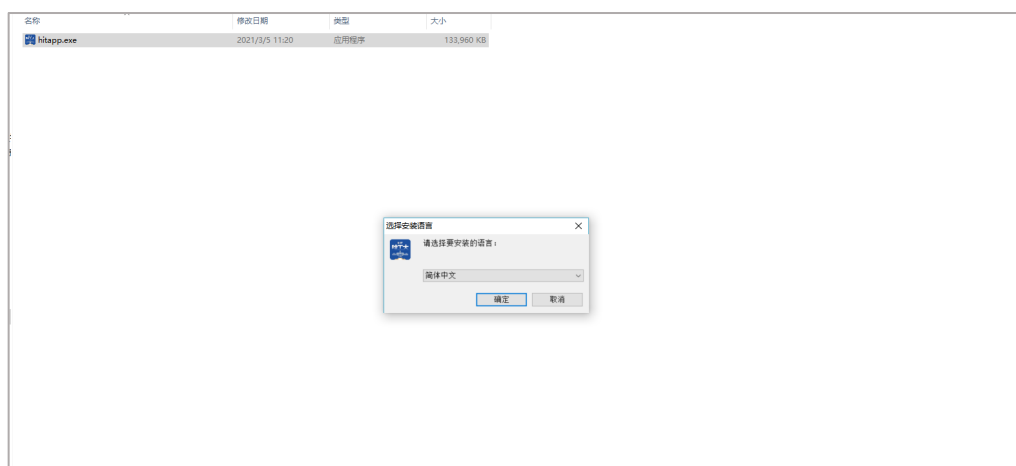 名称 修改日期 类型 大小
hitapp.exe 2021/3/5 11:20 应用程序 133,960 KB
选择安装语言
请选择要安装的语言：
简体中文
确定 取消